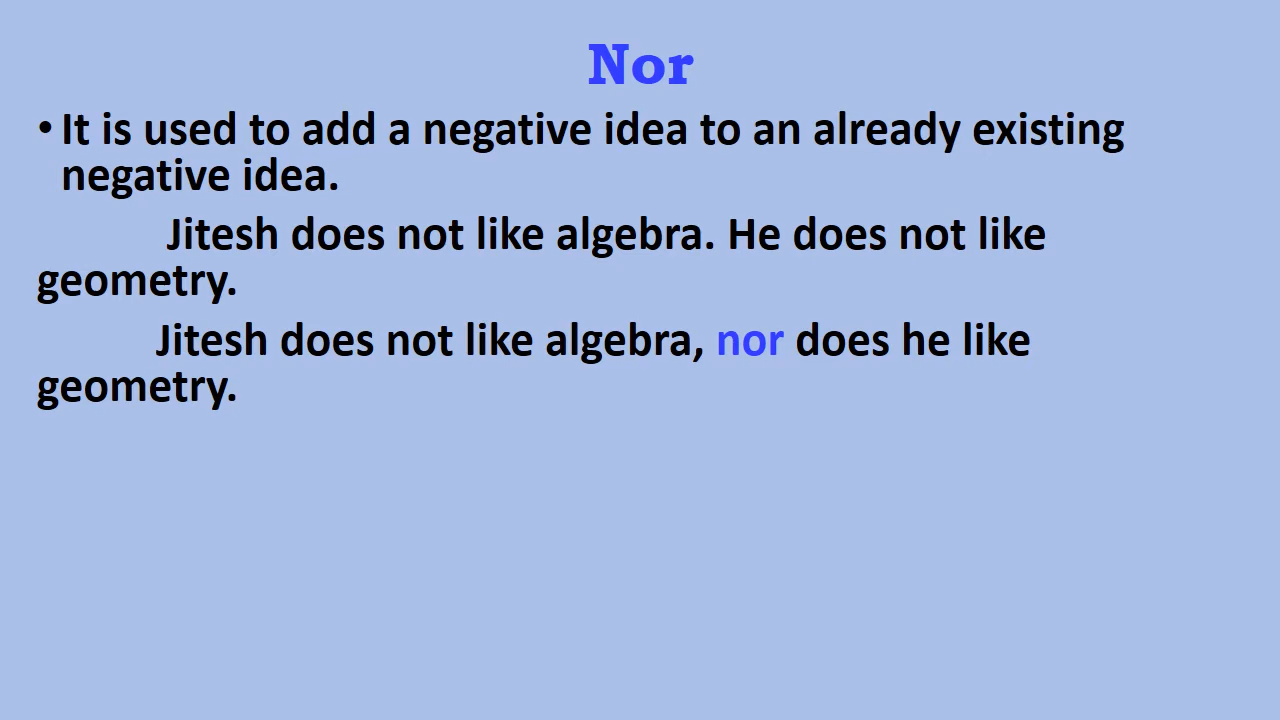 Nor
• It is used to add a negative idea to an already existing
negative idea.
Jitesh does not like algebra. He does not like
geometry.
Jitesh does not like algebra, nor does he like
geometry.